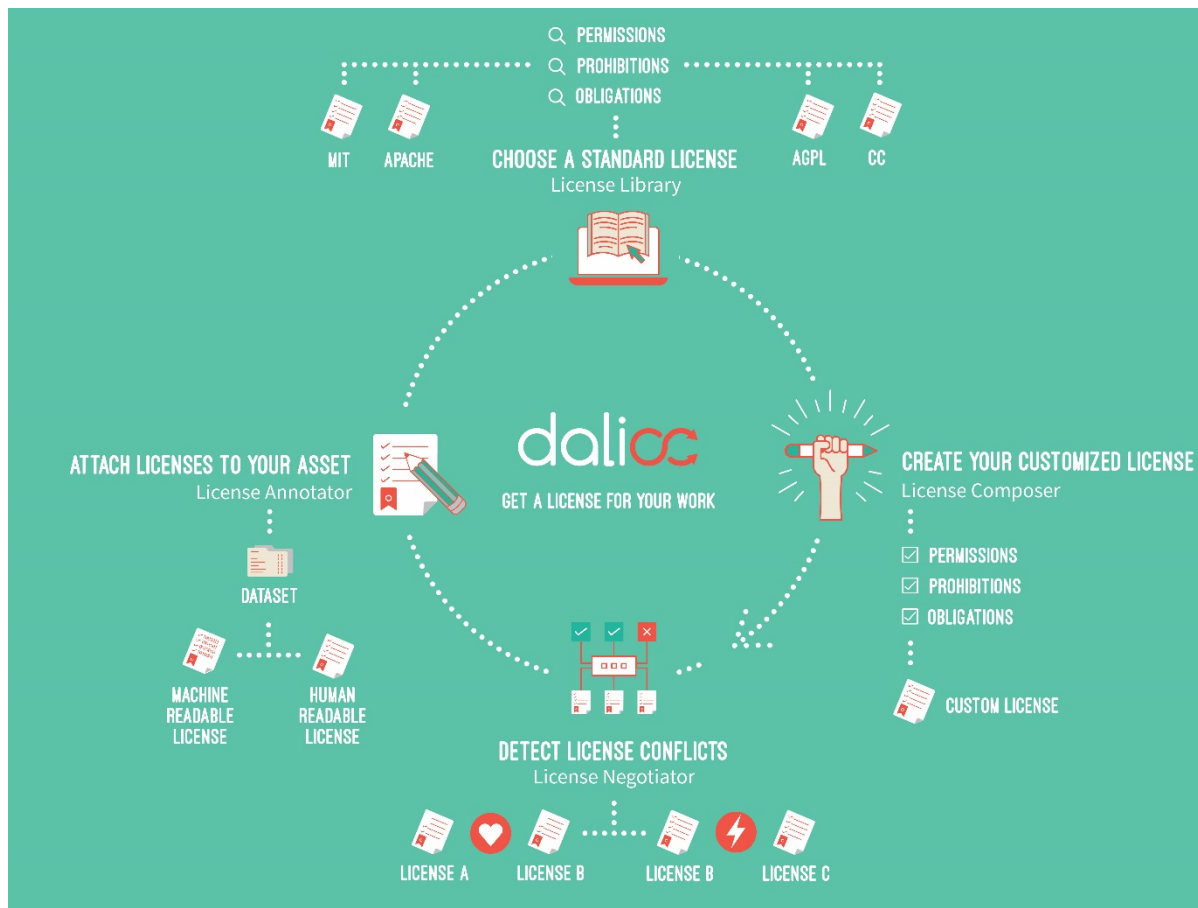 PERMISSIONS
PROHIBITIONS
OBLIGATIONS
MIT
APACHE
CHOOSE A STANDARD LICENSE
License Library
AGPL
CC
dalicc
GET A LICENSE FOR YOUR WORK
ATTACH LICENSES TO YOUR ASSET
License Annotator
DATASET
MACHINE
READABLE
LICENSE
HUMAN
READABLE
LICENSE
CREATE YOUR CUSTOMIZED LICENSE
License Composer
PERMISSIONS
PROHIBITIONS
OBLIGATIONS
CUSTOM LICENSE
DETECT LICENSE CONFLICTS
License Negotiator
LICENSE A
LICENSE B
LICENSE B
LICENSE C